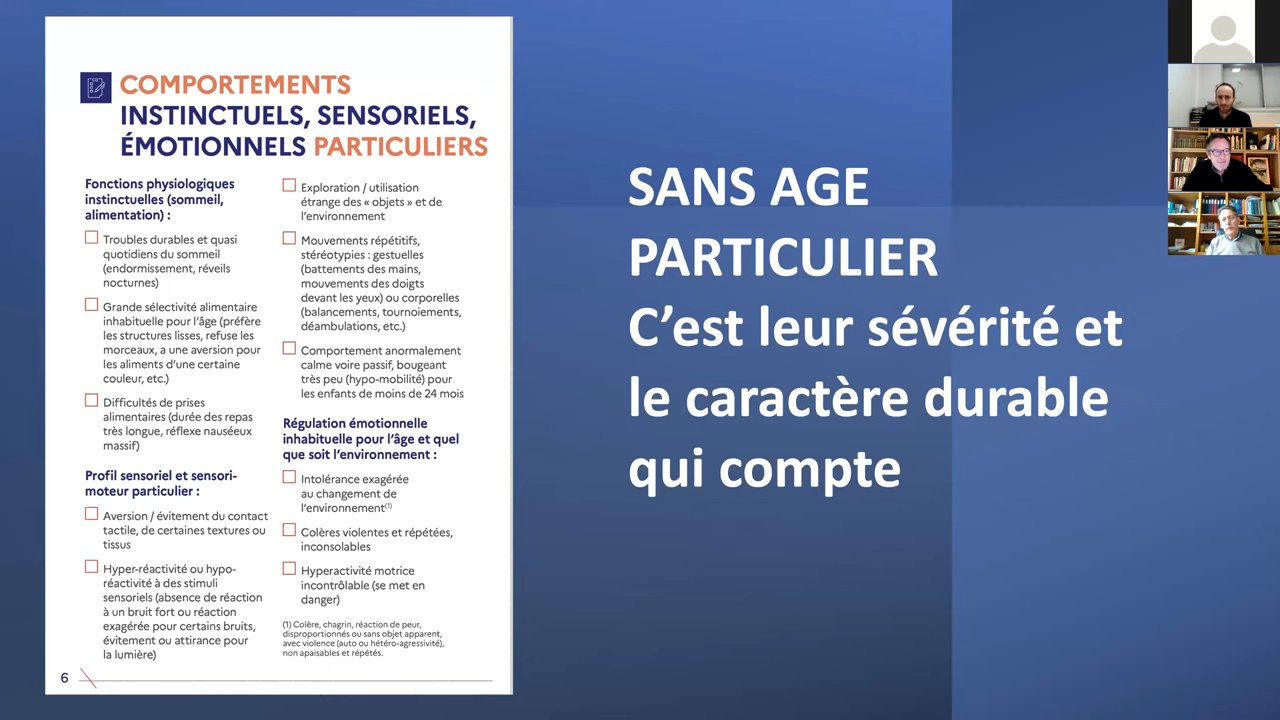 COMPORTEMENTS
INSTINCTUELS, SENSORIELS,
ÉMOTIONNELS PARTICULIERS
Fonctions physiologiques
instinctuelles (sommeil,
alimentation) :
Troubles durables et quasi
quotidiens du sommeil
(endormissement, réveils
nocturnes)
Grande sélectivité alimentaire
inhabituelle pour l'âge (préfère
les structures lisses, refuse les
morceaux, a une aversion pour
les aliments d'une certaine
couleur, etc.)
Difficultés de prises
alimentaires (durée des repas
très longue, réflexe nauséeux
massif)
Profil sensoriel et sensori-
moteur particulier :
Aversion / évitement du contact
tactile, de certaines textures ou
tissus
Hyper-réactivité ou hypo-
réactivité à des stimuli
sensoriels (absence de réaction
à un bruit fort ou réaction
exagérée pour certains bruits,
évitement ou attirance pour
la lumière)
Exploration / utilisation
étrange des « objets » et de
l'environnement
Mouvements répétitifs,
stéréotypies : gestuelles
(battements des mains,
mouvements des doigts
devant les yeux) ou corporelles
(balancements, tournoiements,
déambulations, etc.)
Comportement anormalement
calme voire passif, bougeant
très peu (hypo-mobilité) pour
les enfants de moins de 24 mois
Régulation émotionnelle
inhabituelle pour l'âge et quel
que soit l'environnement :
Intolérance exagérée
au changement de
l'environnement(1)
Colères violentes et répétées,
inconsolables
Hyperactivité motrice
incontrôlable (se met en
danger)
(1) Colère, chagrin, réaction de peur,
disproportionnés ou sans objet apparent,
avec violence (auto ou hétéro-agressivité),
non apaisables et répétés.
6
SANS AGE
PARTICULIER
C'est leur sévérité et
le caractère durable
qui compte